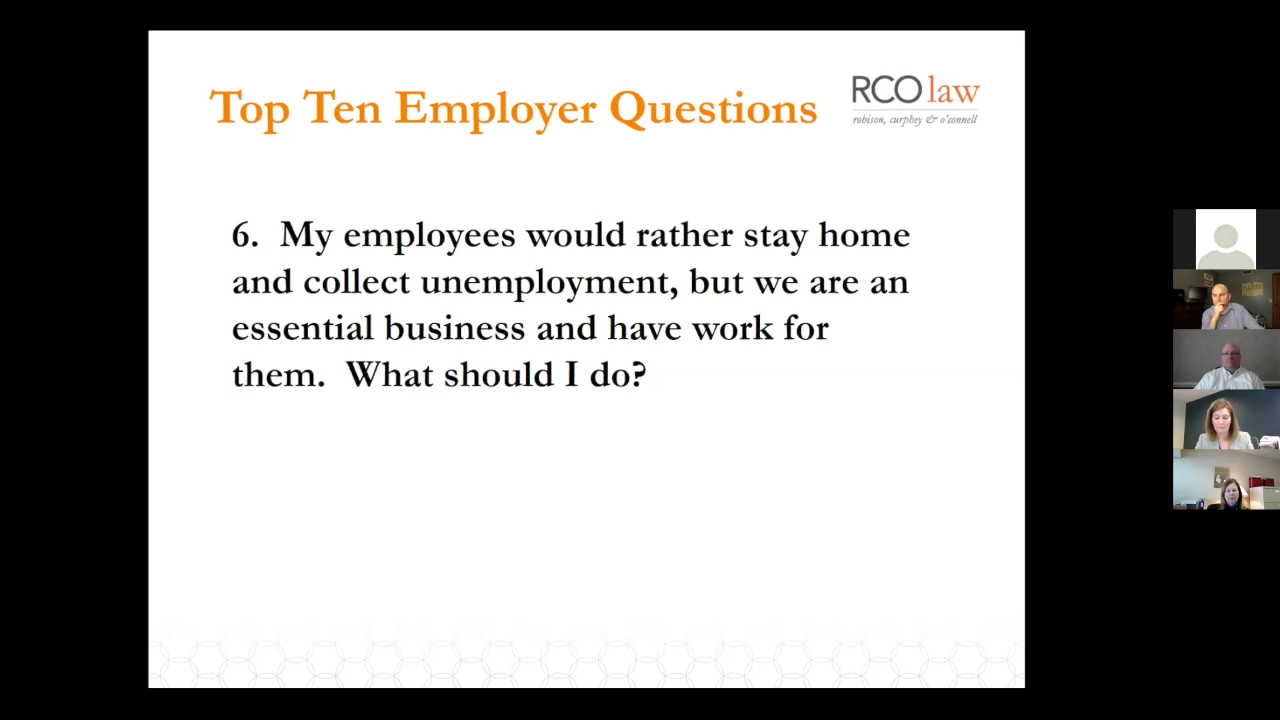 Top Ten Employer Questions
RCO law
robison, curphey & o'connell
6. My employees would rather stay home
and collect unemployment, but we are an
essential business and have work for
them. What should I do?